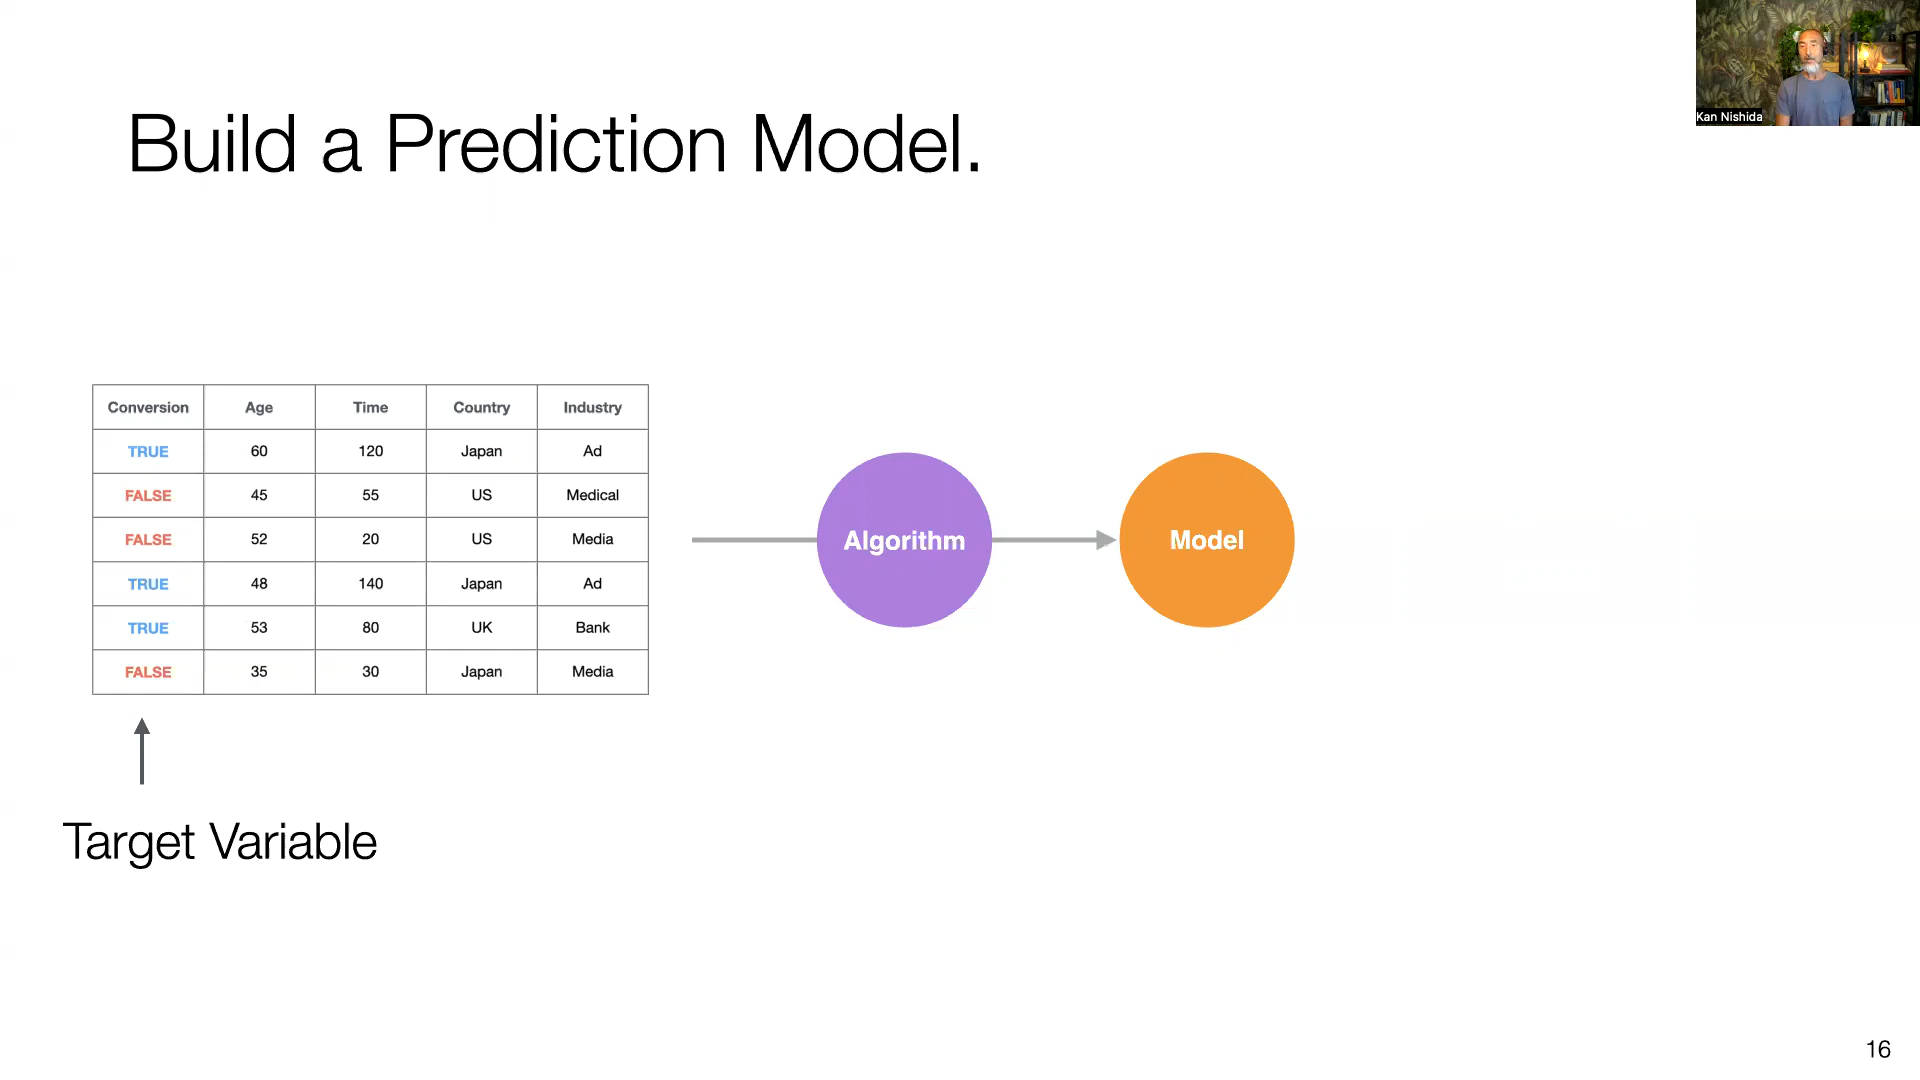 Build a Prediction Model.
Kan Nishida
Conversion Age Time Country Industry
TRUE 60 120 Japan Ad
FALSE 45 55 US Medical
FALSE 52 20 US Media
TRUE 48 140 Japan Ad
TRUE 53 80 UK Bank
FALSE 35 30 Japan Media
Algorithm
Model
Target Variable
16